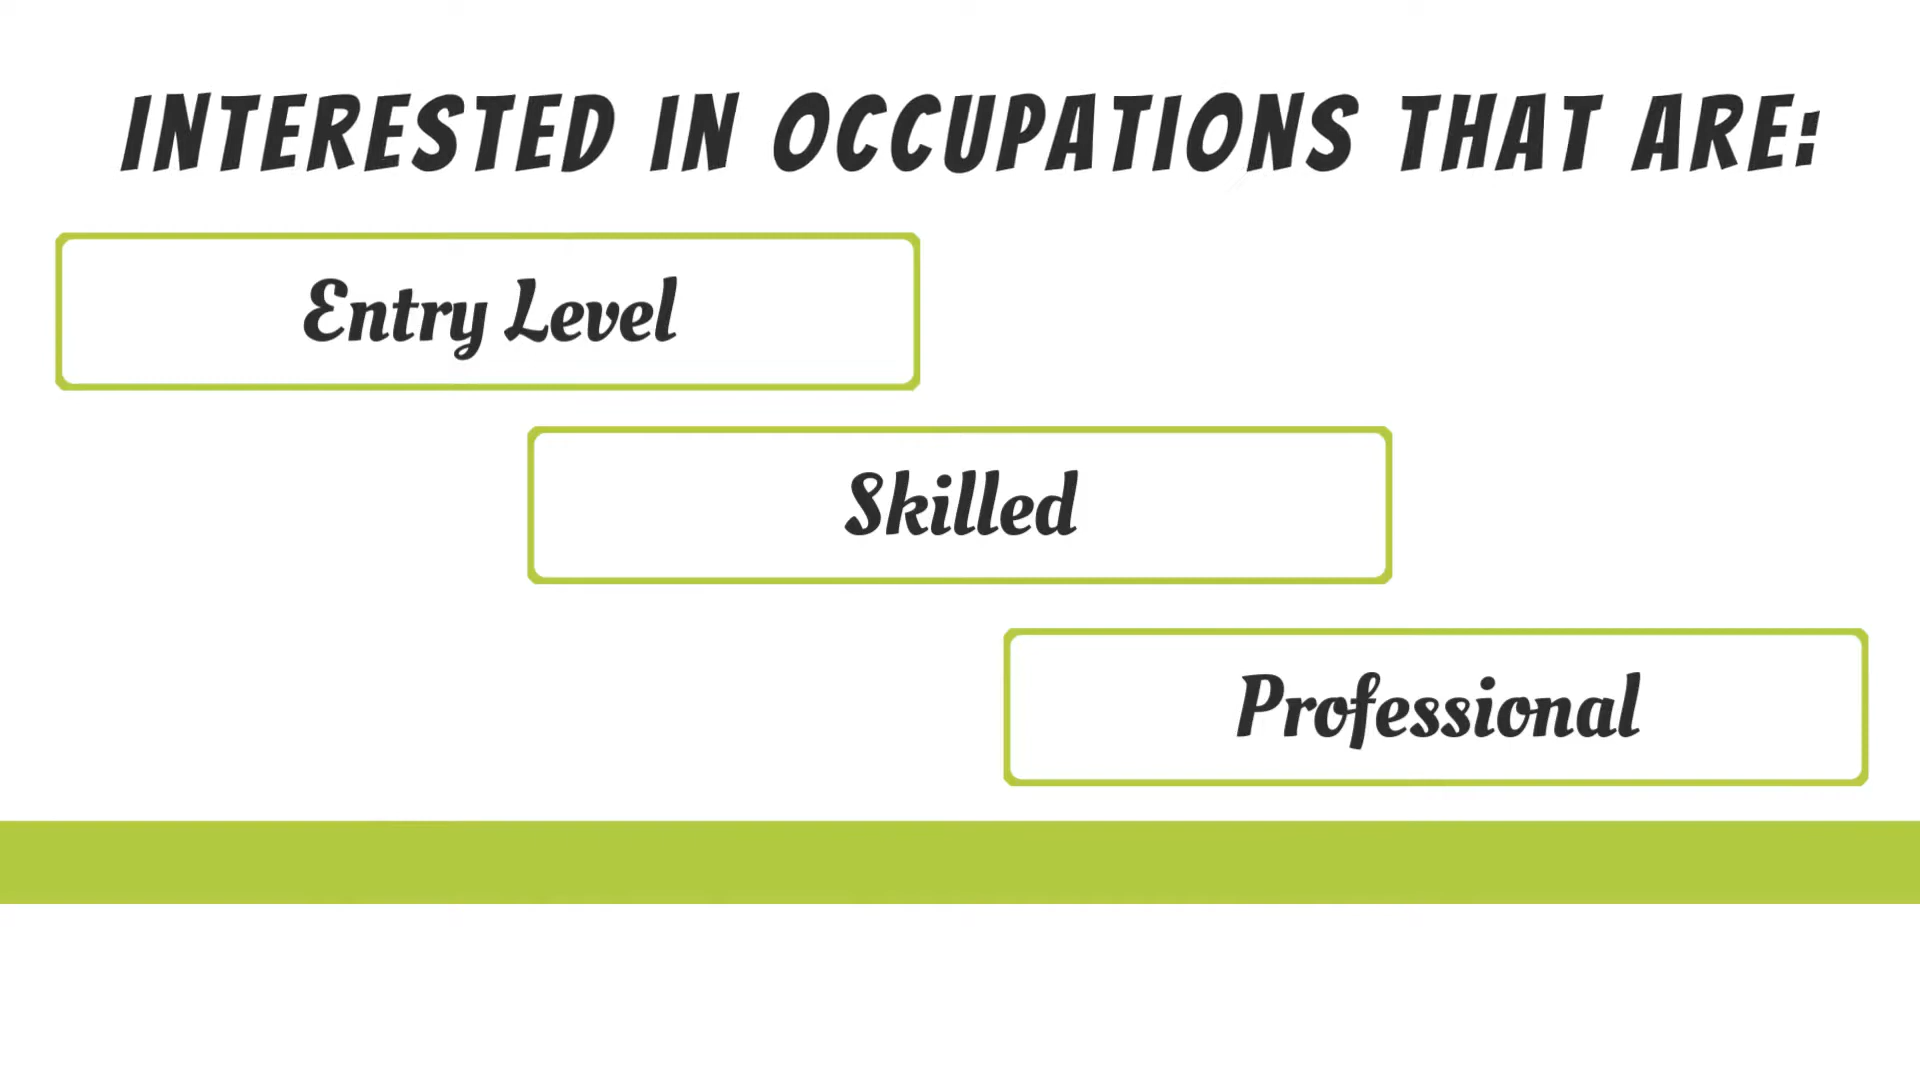 INTERESTED IN OCCUPATIONS THAT ARE:
Entry Level
Skilled
Professional